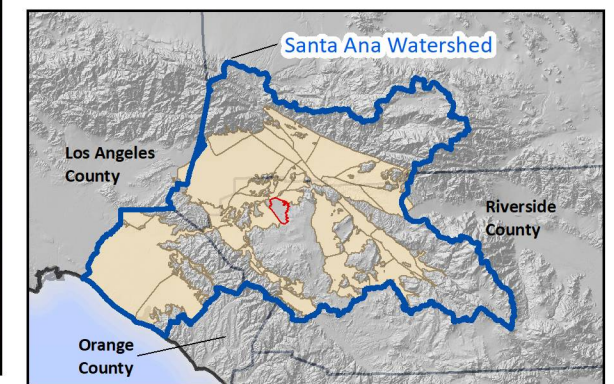 Santa Ana Watershed
Los Angeles
County
Riverside
County
Orange
County